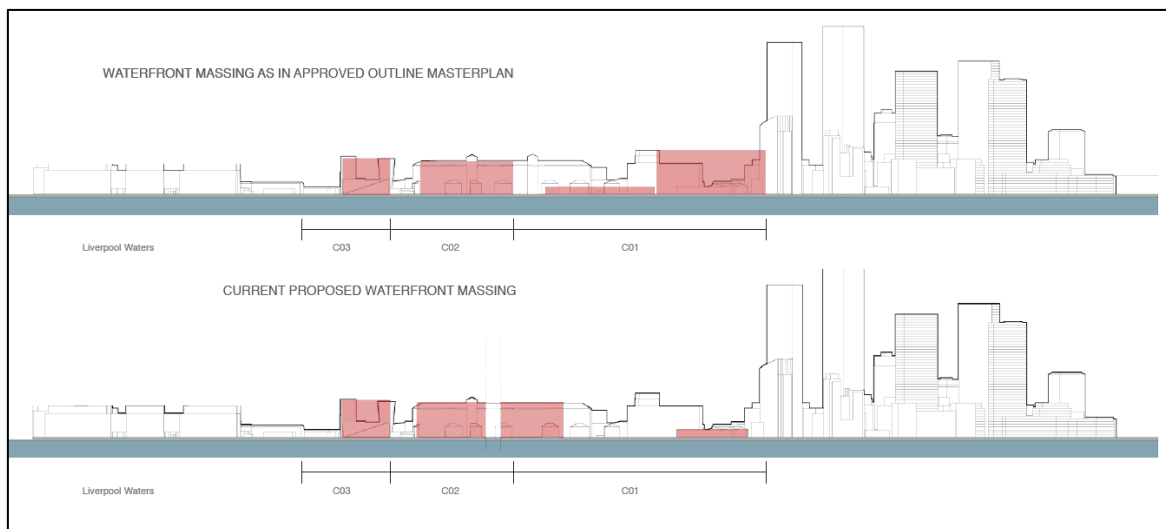 WATERFRONT MASSING AS IN APPROVED OUTLINE MASTERPLAN
Liverpool Waters
C03
C02
C01
CURRENT PROPOSED WATERFRONT MASSING
Liverpool Waters
C03
C02
C01